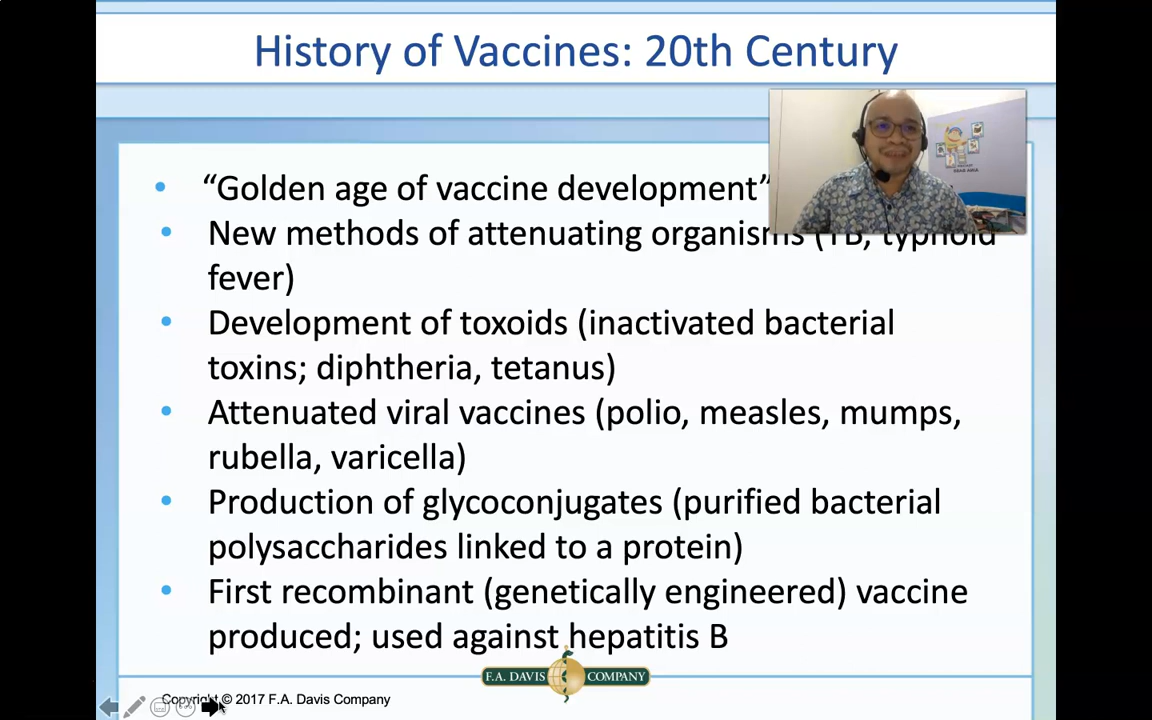 History of Vaccines: 20th Century
• “Golden age of vaccine development”
• New methods of attenuating organisms (TB, typhoid
fever)
• Development of toxoids (inactivated bacterial
toxins; diphtheria, tetanus)
• Attenuated viral vaccines (polio, measles, mumps,
rubella, varicella)
• Production of glycoconjugates (purified bacterial
polysaccharides linked to a protein)
• First recombinant (genetically engineered) vaccine
produced; used against hepatitis B
F.A. DAVIS COMPANY
Copyright © 2017 F.A. Davis Company